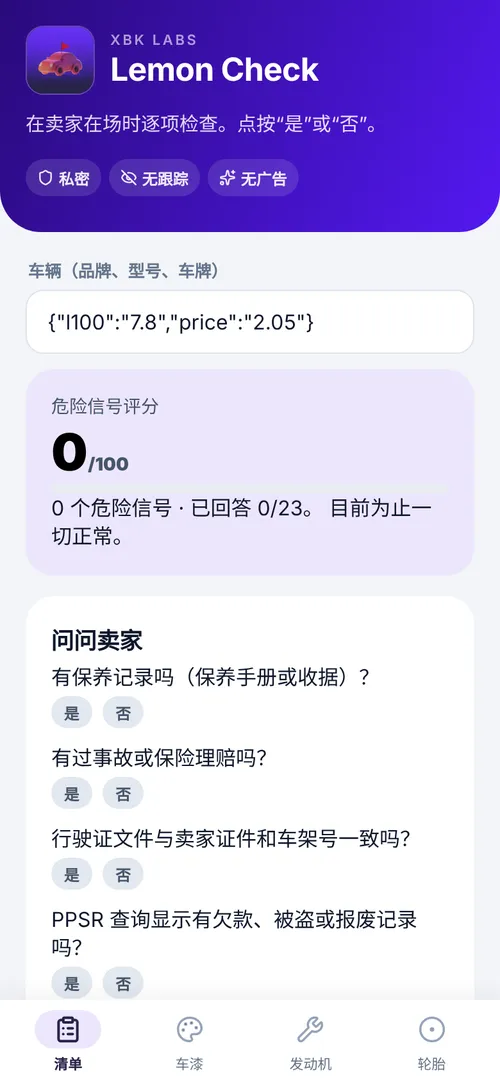 XBK LABS
Lemon Check
在卖家在场时逐项检查。点按“是”或“否”。
私密
无跟踪
无广告
车辆（品牌、型号、车牌）
{"l100":"7.8","price":"2.05"}
危险信号评分
0/100
0 个危险信号 · 已回答 0/23。 目前为止一
切正常。
问问卖家
有保养记录吗（保养手册或收据）？
是 否
有过事故或保险理赔吗？
是 否
行驶证文件与卖家证件和车架号一致吗？
是 否
PPSR 查询显示有欠款、被盗或报废记录
吗？
是 否
清单 车漆 发动机 轮胎